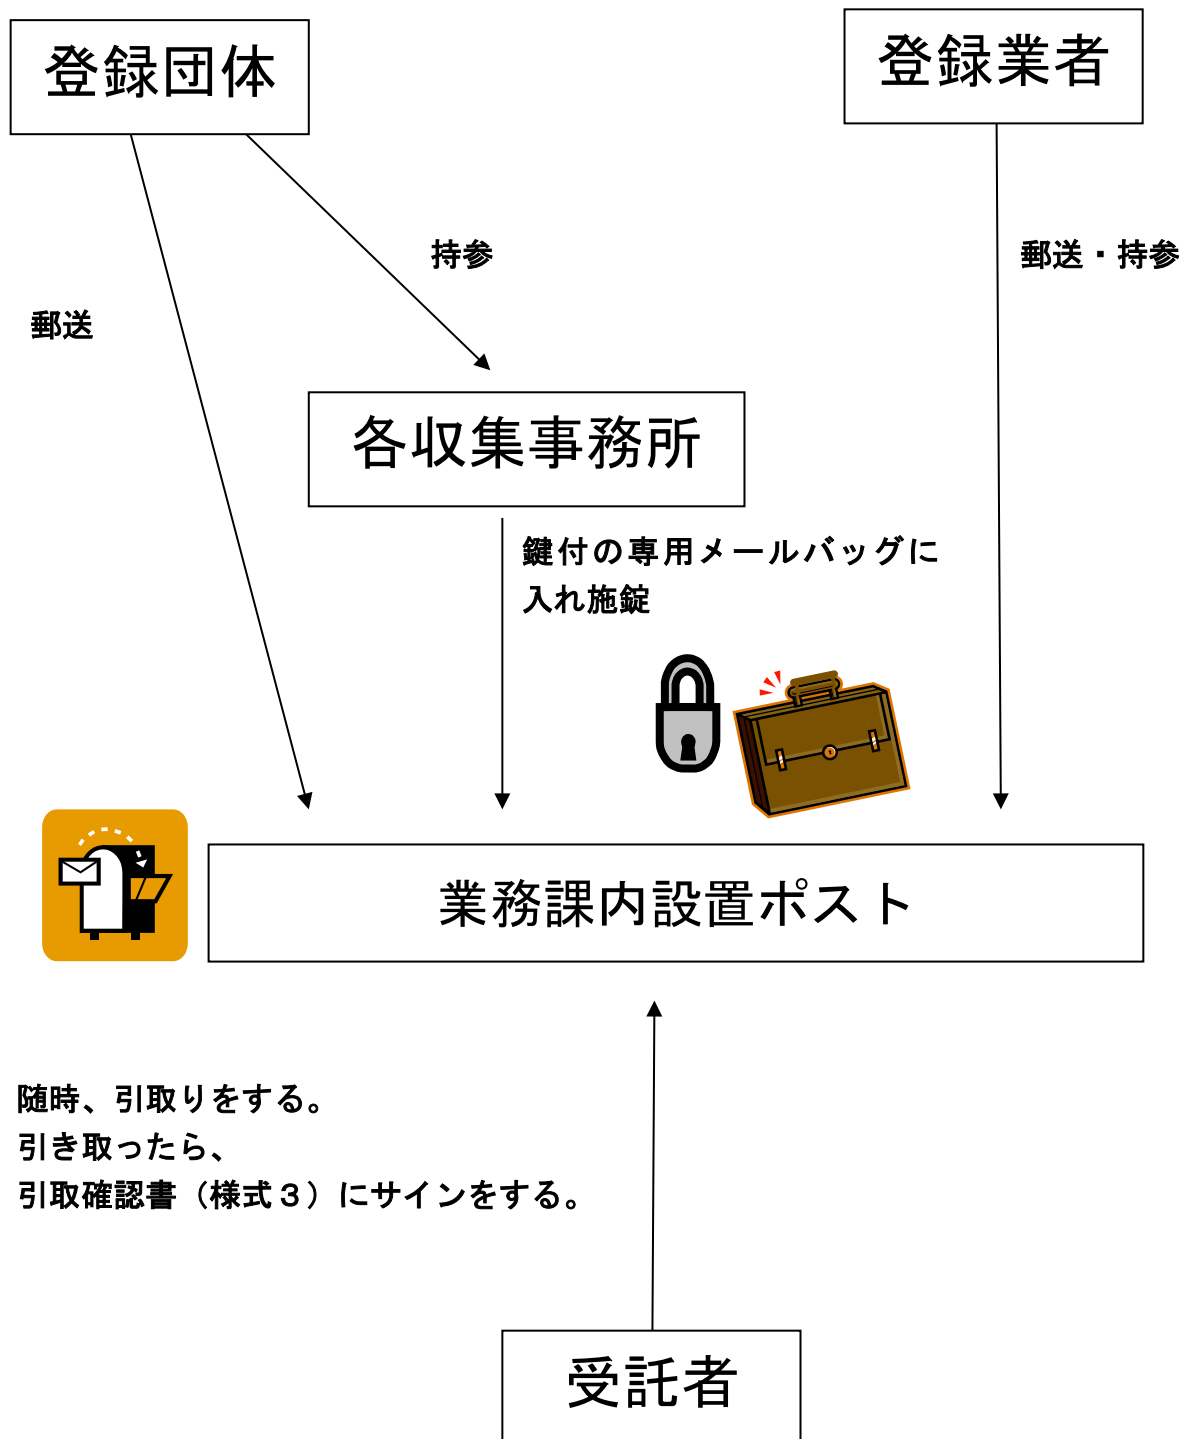 登録団体
登録業者
持参
郵送・持参
郵送
各収集事務所
鍵付の専用メールバッグに
入れ施錠
業務課内設置ポスト
随時、引取りをする。
引き取ったら、
引取確認書（様式３）にサインをする。
受託者